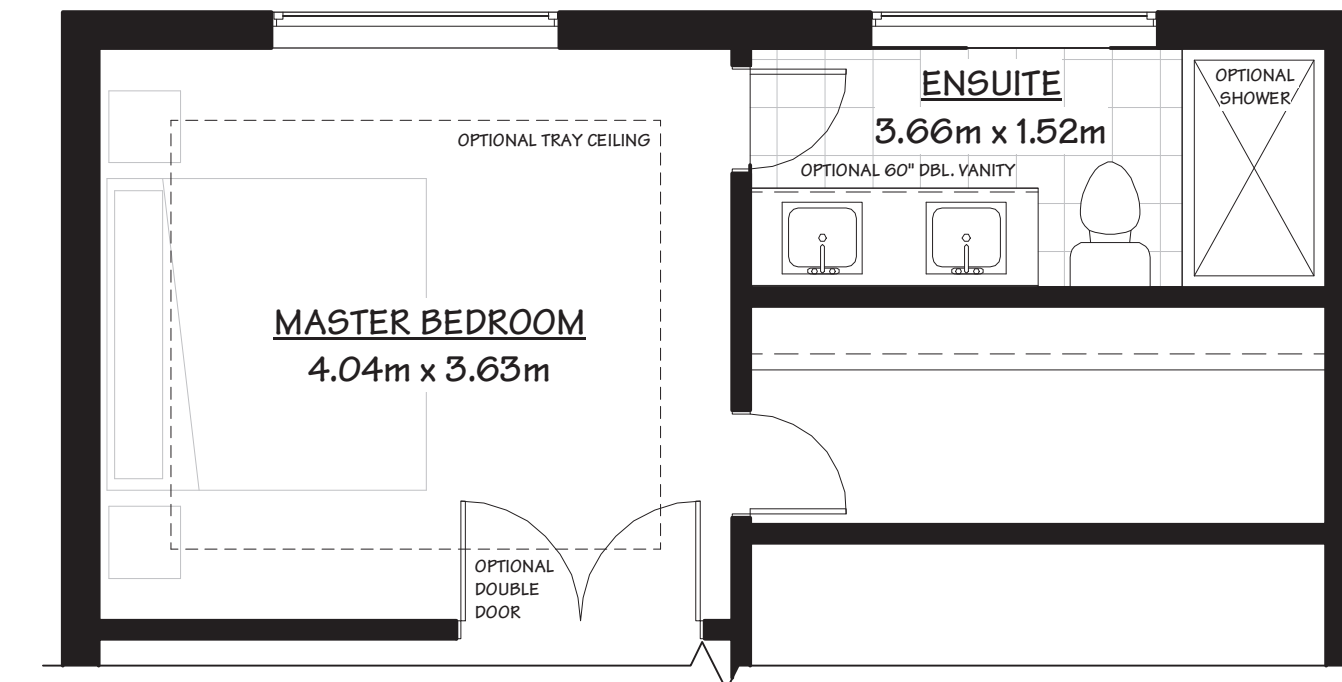 OPTIONAL TRAY CEILING
MASTER BEDROOM
4.04m x 3.63m
OPTIONAL
DOUBLE
DOOR
ENSUITE
3.66m x 1.52m
OPTIONAL 60" DBL. VANITY
OPTIONAL
SHOWER